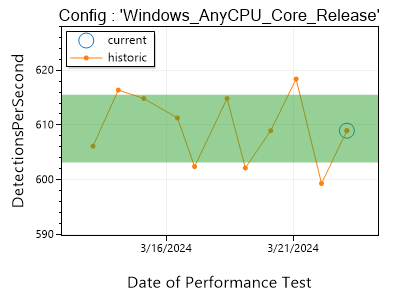 Config : 'Windows_AnyCPU_Core_Release'
current
historic
DetectionsPerSecond
620
610
600
590
3/16/2024
3/21/2024
Date of Performance Test